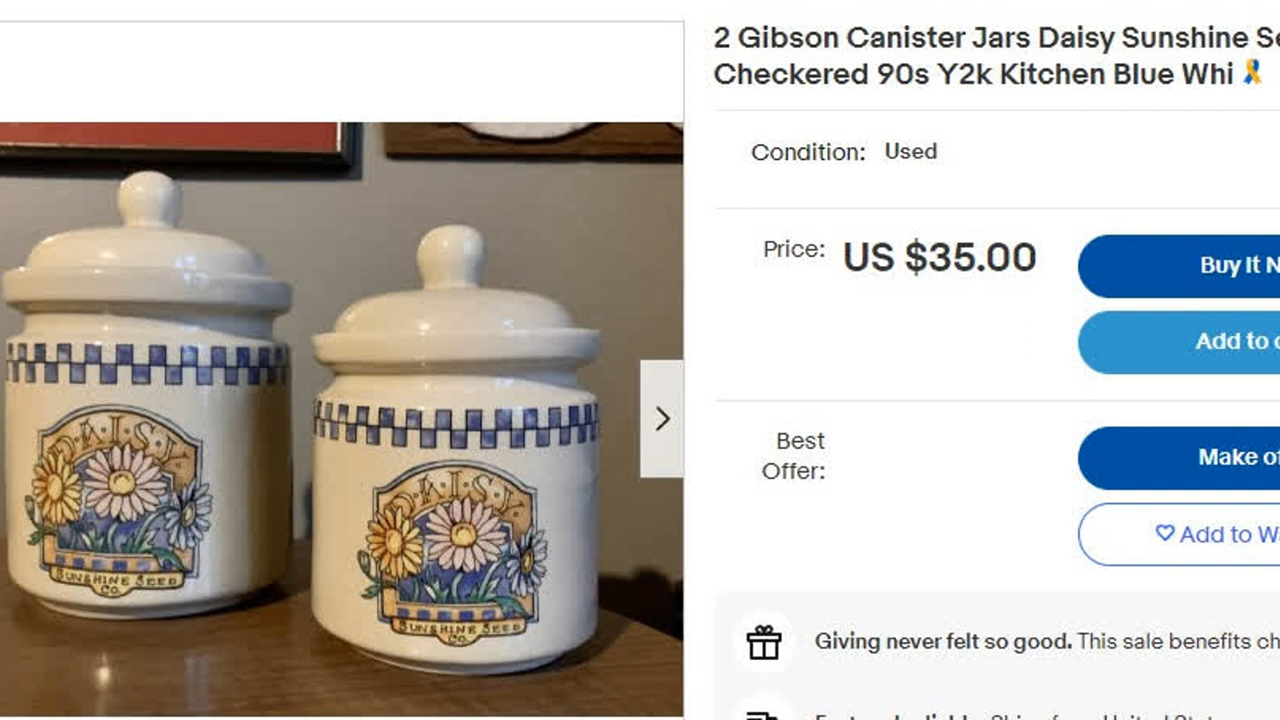 2 Gibson Canister Jars Daisy Sunshine Se
Checkered 90s Y2k Kitchen Blue Whi
Condition: Used
Price: US $35.00
Buy It N
Add to c
Best
Offer:
Make of
Add to Wa
Giving never felt so good. This sale benefits ch
DAISY
SUNSHINE SEED
CO.
DAISY
SUNSHINE SEED
CO.